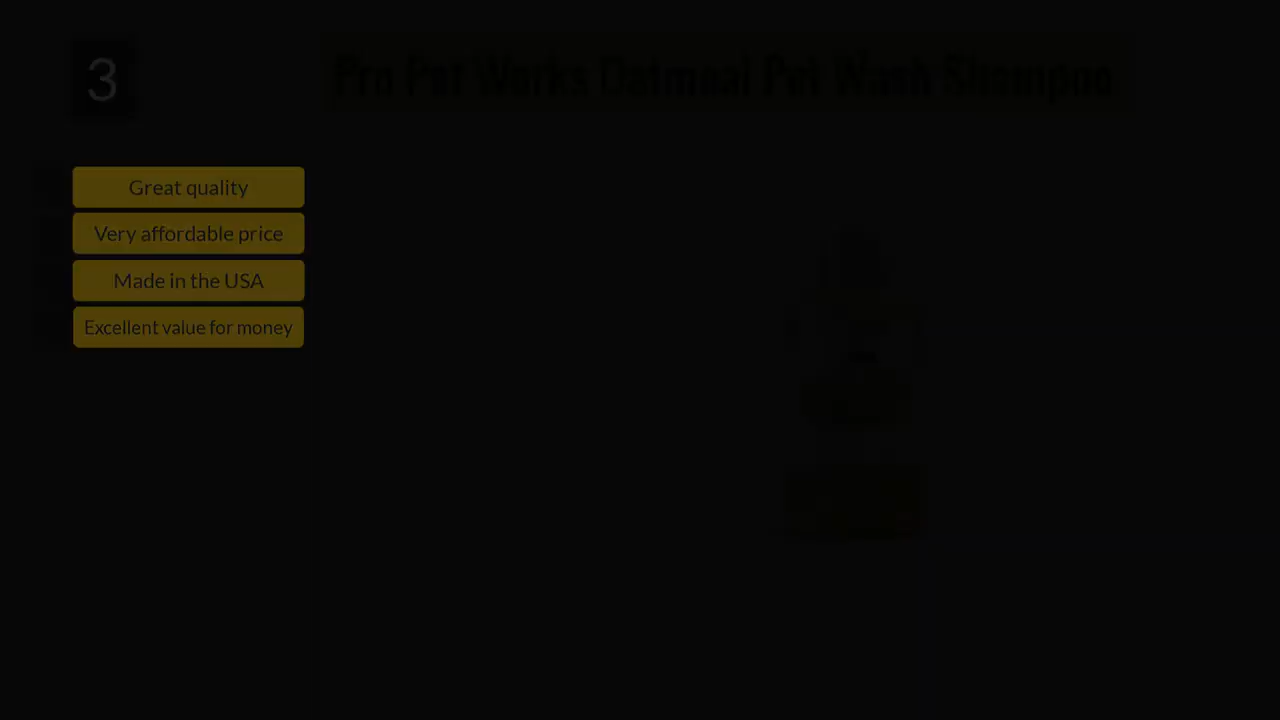 3
Pro Pet Works Oatmeal Pet Wash Shampoo
Great quality
Very affordable price
Made in the USA
Excellent value for money